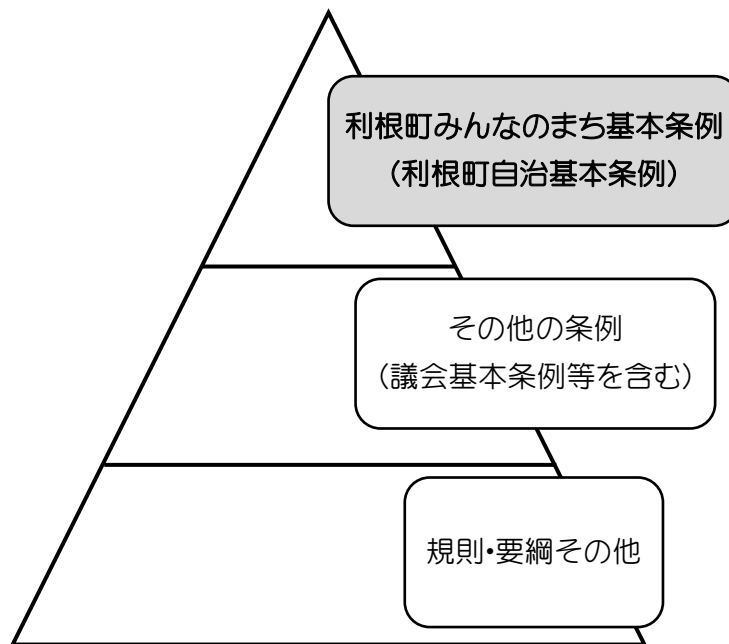 利根町みんなのまち基本条例
（利根町自治基本条例）
その他の条例
（議会基本条例等を含む）
規則・要綱その他